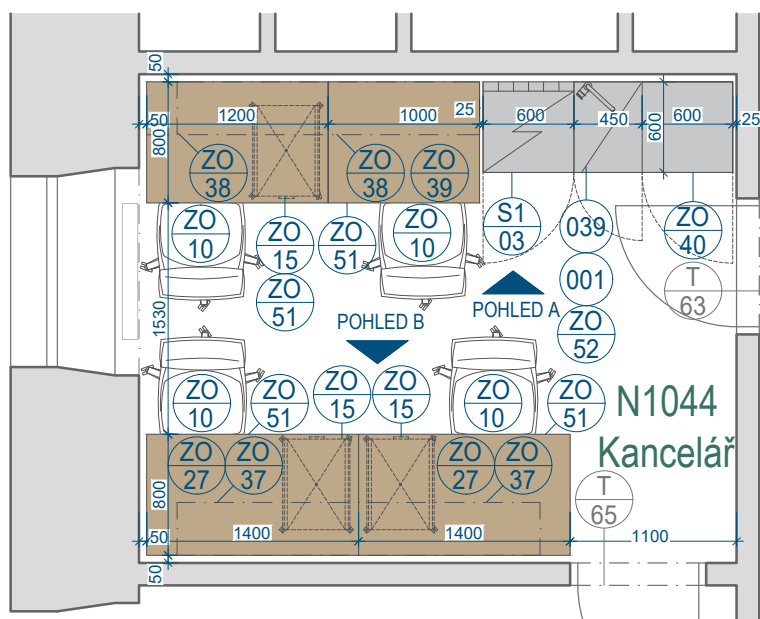 50
50
1200
1000
25
600
450
600
25
800
600
ZO
38
ZO
38
ZO
39
ZO
10
ZO
15
ZO
51
ZO
10
S1
03
039
ZO
40
ZO
51
001
T
63
POHLED A
1530
POHLED B
ZO
52
ZO
10
ZO
51
ZO
15
ZO
15
ZO
10
ZO
51
N1044
Kancelář
ZO
27
ZO
37
ZO
27
ZO
37
T
65
800
50
1400
1400
1100
50